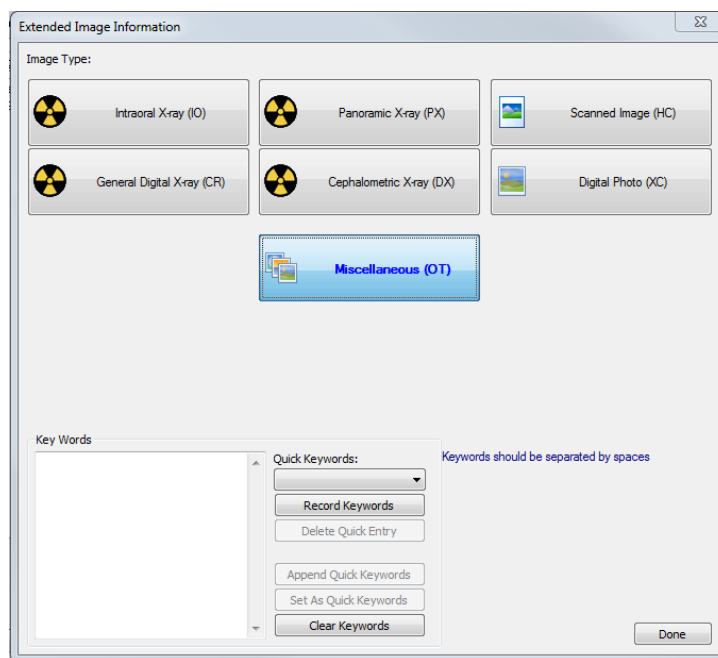 Extended Image Information
Image Type:
Intraoral X-ray (IO)
Panoramic X-ray (PX)
Scanned Image (HC)
General Digital X-ray (CR)
Cephalometric X-ray (DX)
Digital Photo (XC)
Miscellaneous (OT)
Key Words
Quick Keywords:
Keywords should be separated by spaces
Record Keywords
Delete Quick Entry
Append Quick Keywords
Set As Quick Keywords
Clear Keywords
Done